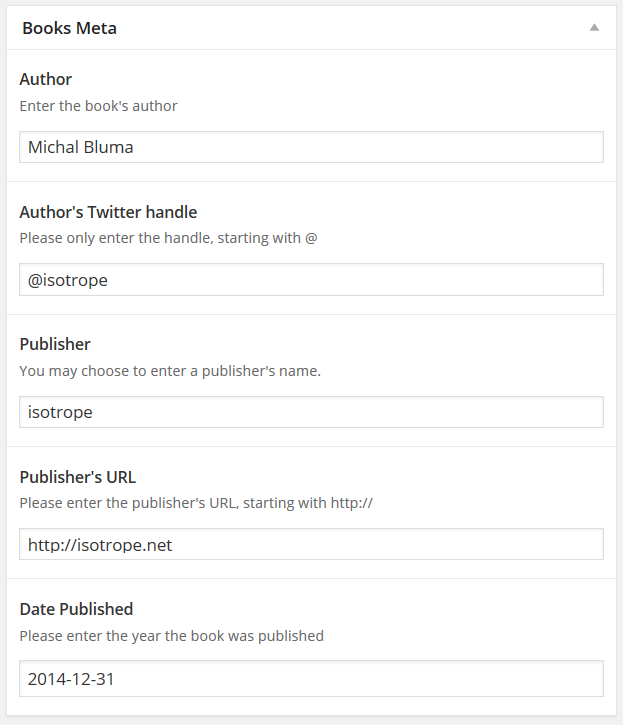 Books Meta
Author
Enter the book's author
Michal Bluma
Author's Twitter handle
Please only enter the handle, starting with @
@isotrope
Publisher
You may choose to enter a publisher's name.
isotrope
Publisher's URL
Please enter the publisher's URL, starting with http://
http://isotrope.net
Date Published
Please enter the year the book was published
2014-12-31